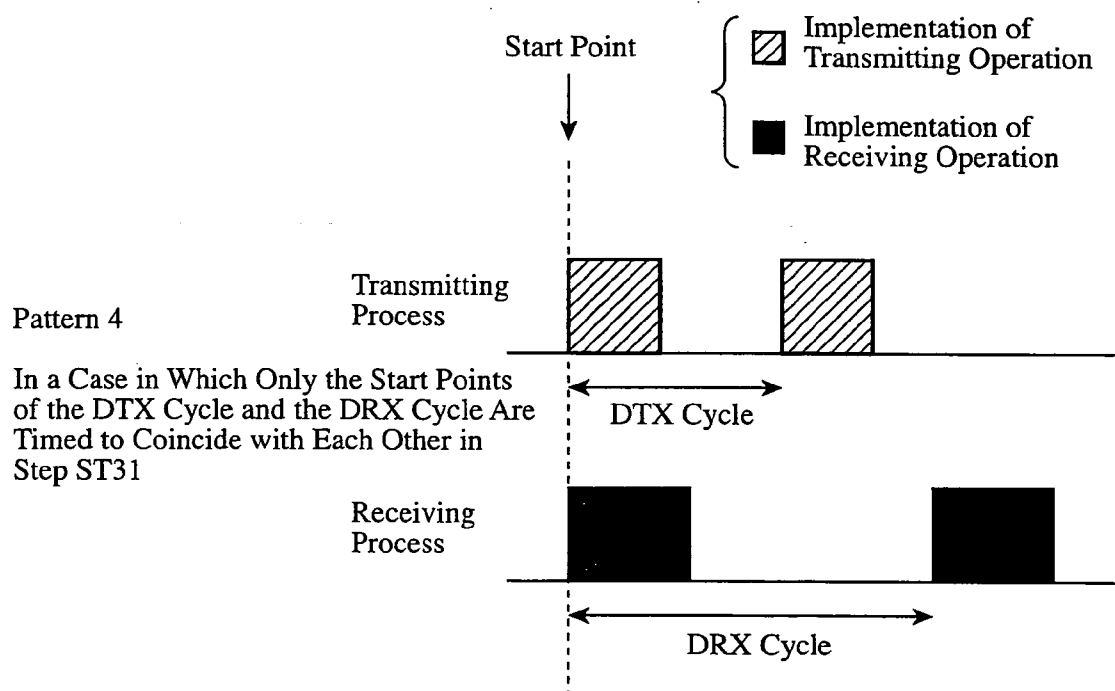 Start Point
Implementation of
Transmitting Operation
Implementation of
Receiving Operation
Transmitting
Process
Pattern 4
In a Case in Which Only the Start Points
of the DTX Cycle and the DRX Cycle Are
Timed to Coincide with Each Other in
Step ST31
DTX Cycle
Receiving
Process
DRX Cycle